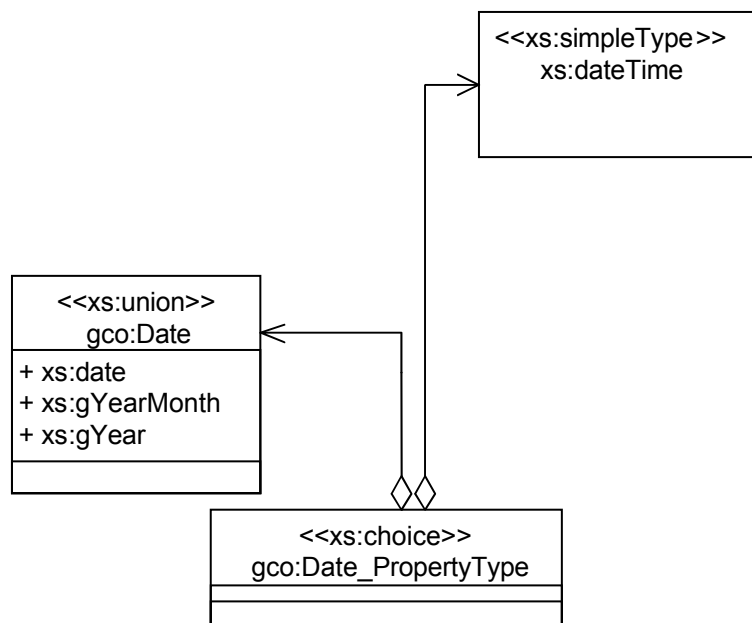 <<xs:simpleType>>
xs:dateTime
<<xs:union>>
gco:Date
+ xs:date
+ xs:gYearMonth
+ xs:gYear
<<xs:choice>>
gco:Date_PropertyType